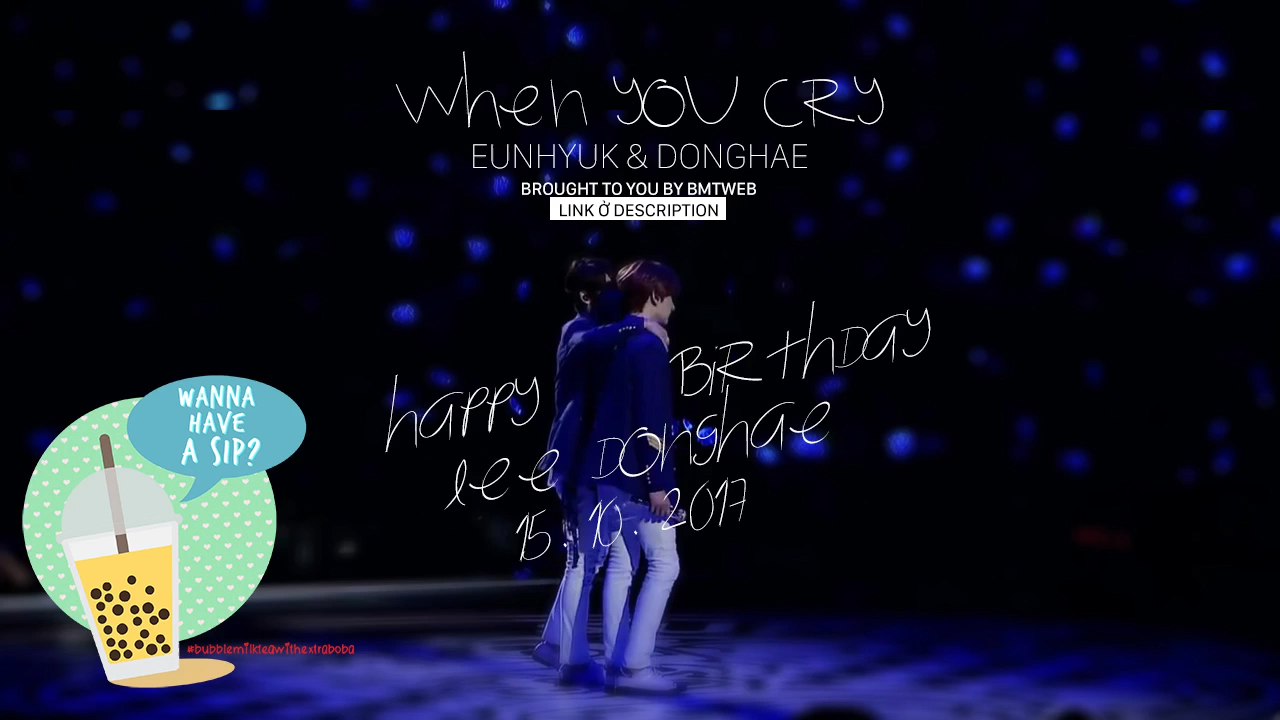 When YOU CRY
EUNHYUK & DONGHAE
BROUGHT TO YOU BY BMTWEB
LINK Ở DESCRIPTION
happy BiRthDay
lee Donghae
15. 10. 2017
WANNA
HAVE
A SIP?
#bubblemilkteawithextraboba